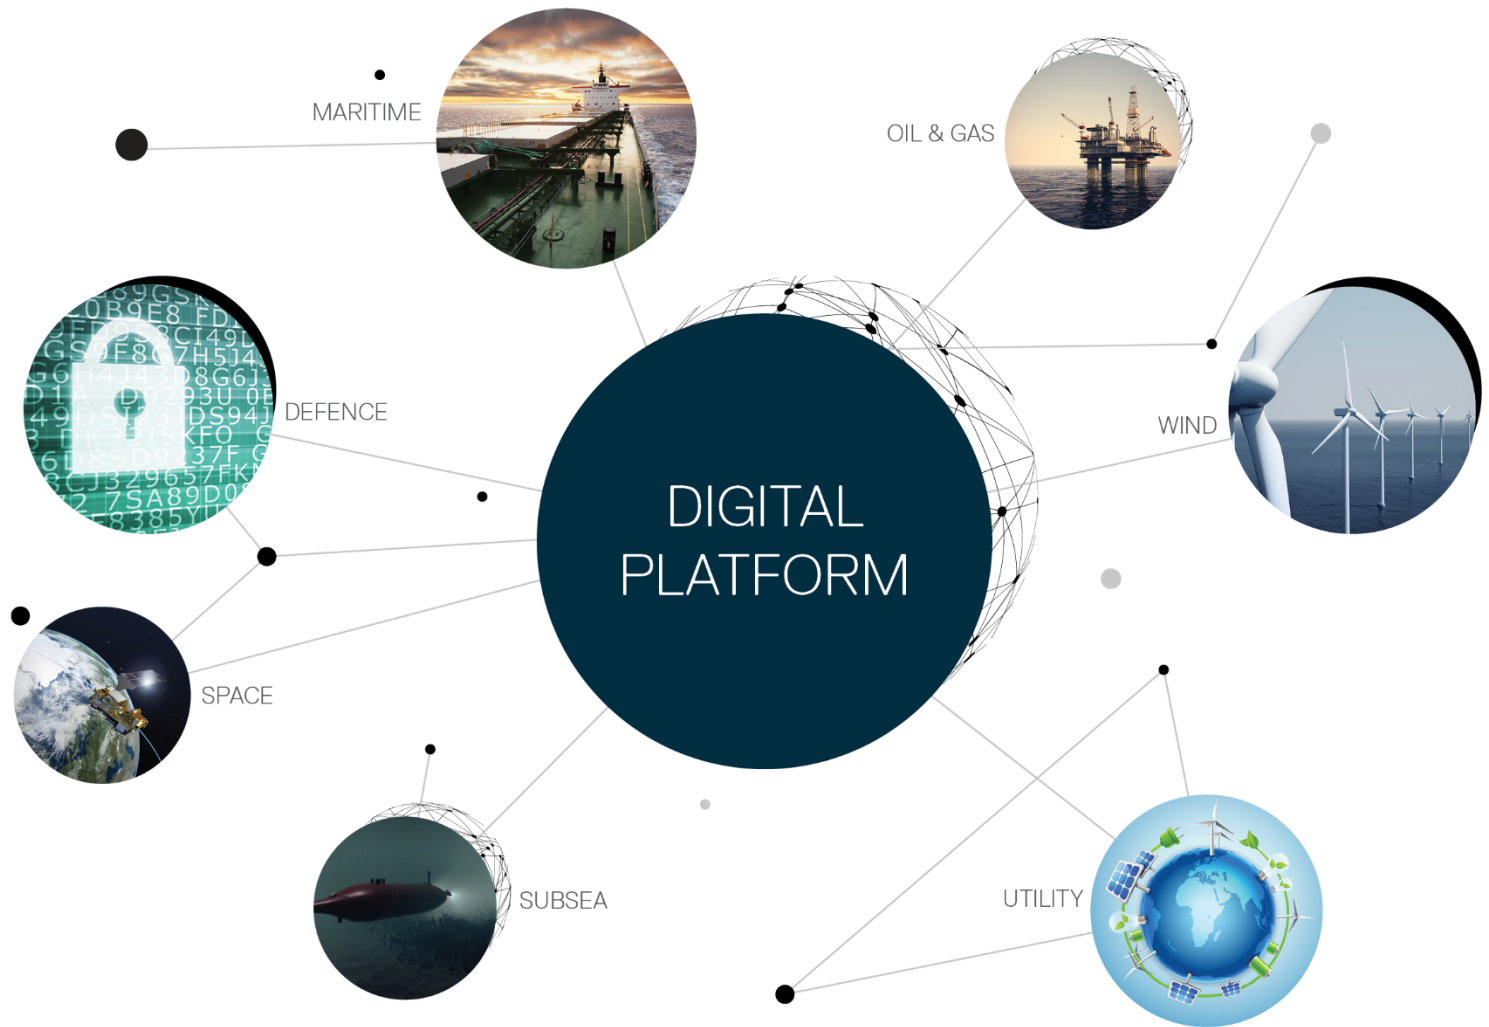 MARITIME
OIL & GAS
DEFENCE
WIND
DIGITAL
PLATFORM
SPACE
SUBSEA
UTILITY